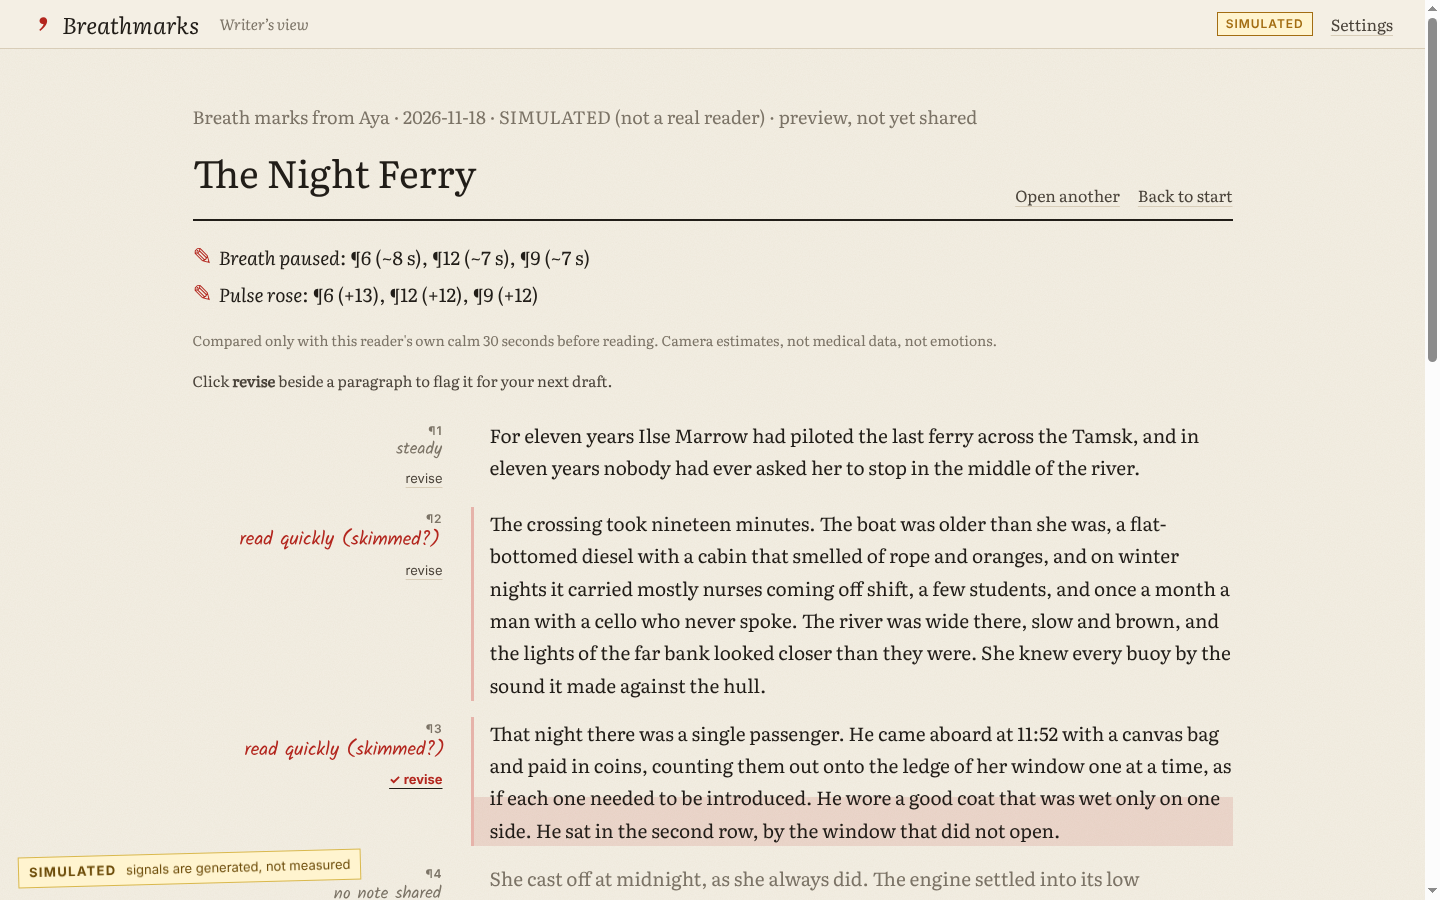 Breathmarks Writer's view SIMULATED Settings
Breath marks from Aya · 2026-11-18 · SIMULATED (not a real reader) · preview, not yet shared
The Night Ferry
Open another Back to start
✎ Breath paused: ¶6 (~8 s), ¶12 (~7 s), ¶9 (~7 s)
✎ Pulse rose: ¶6 (+13), ¶12 (+12), ¶9 (+12)
Compared only with this reader's own calm 30 seconds before reading. Camera estimates, not medical data, not emotions.
Click revise beside a paragraph to flag it for your next draft.
¶1
steady
revise
For eleven years Ilse Marrow had piloted the last ferry across the Tamsk, and in
eleven years nobody had ever asked her to stop in the middle of the river.
¶2
read quickly (skimmed?)
revise
The crossing took nineteen minutes. The boat was older than she was, a flat-
bottomed diesel with a cabin that smelled of rope and oranges, and on winter
nights it carried mostly nurses coming off shift, a few students, and once a month a
man with a cello who never spoke. The river was wide there, slow and brown, and
the lights of the far bank looked closer than they were. She knew every buoy by the
sound it made against the hull.
¶3
read quickly (skimmed?)
✓ revise
That night there was a single passenger. He came aboard at 11:52 with a canvas bag
and paid in coins, counting them out onto the ledge of her window one at a time, as
if each one needed to be introduced. He wore a good coat that was wet only on one
side. He sat in the second row, by the window that did not open.
¶4
no note shared
She cast off at midnight, as she always did. The engine settled into its low
SIMULATED signals are generated, not measured